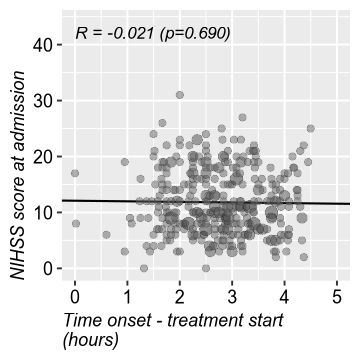 R = -0.021 (p=0.690)
NIHSS score at admission
40
30
20
10
0
0 1 2 3 4 5
Time onset - treatment start
(hours)